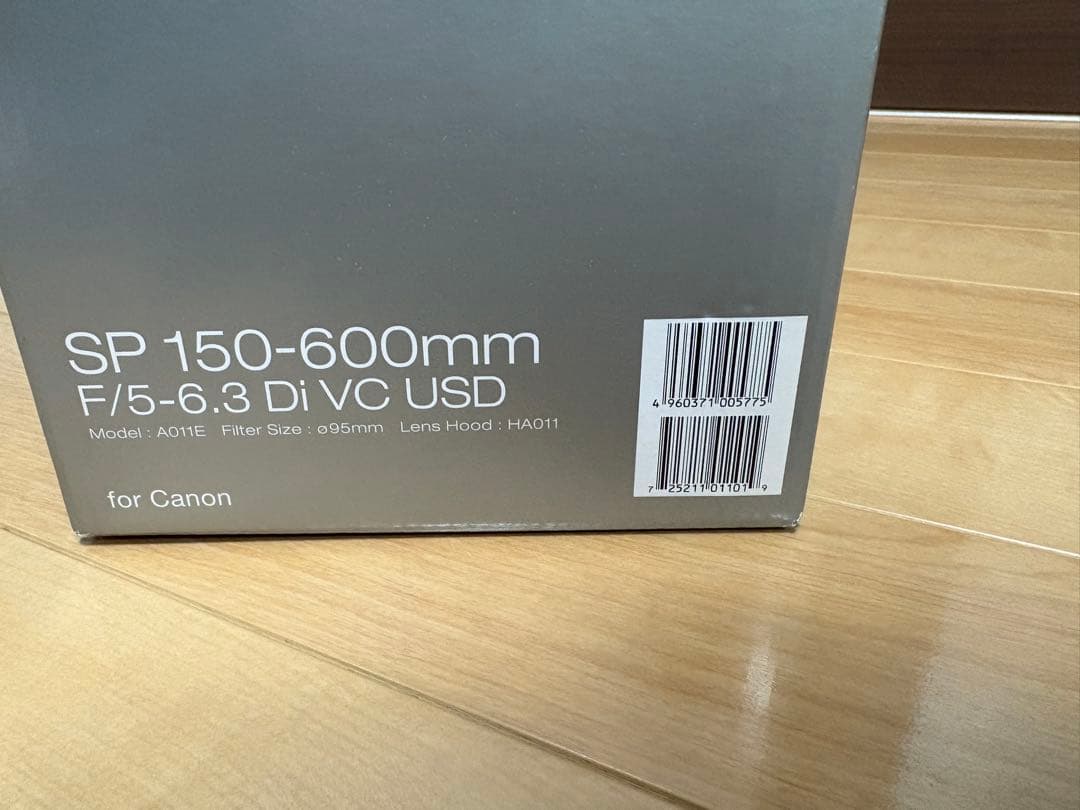 SP 150-600mm
F/5-6.3 Di VC USD
Model : A011E Filter Size : ø95mm Lens Hood : HA011
for Canon
4 960371 005775
7 25211 01101 9